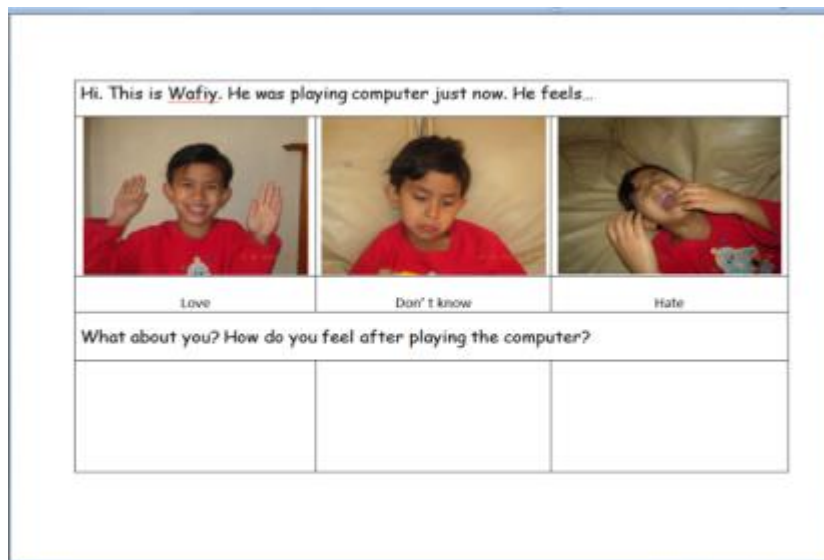 Hi. This is Wafiy. He was playing computer just now. He feels...
Love
Don't know
Hate
What about you? How do you feel after playing the computer?